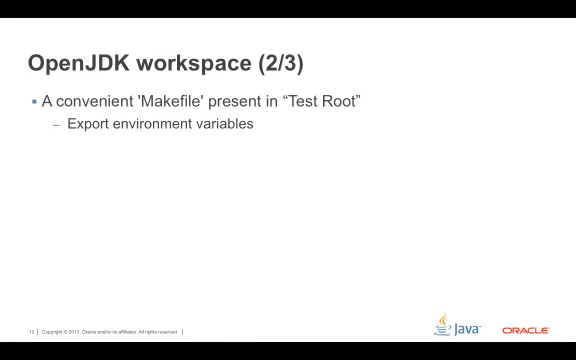 OpenJDK workspace (2/3)
▪ A convenient 'Makefile' present in “Test Root”
– Export environment variables
12 | Copyright © 2013, Oracle and/or its affiliates. All rights reserved. |
Java™
ORACLE